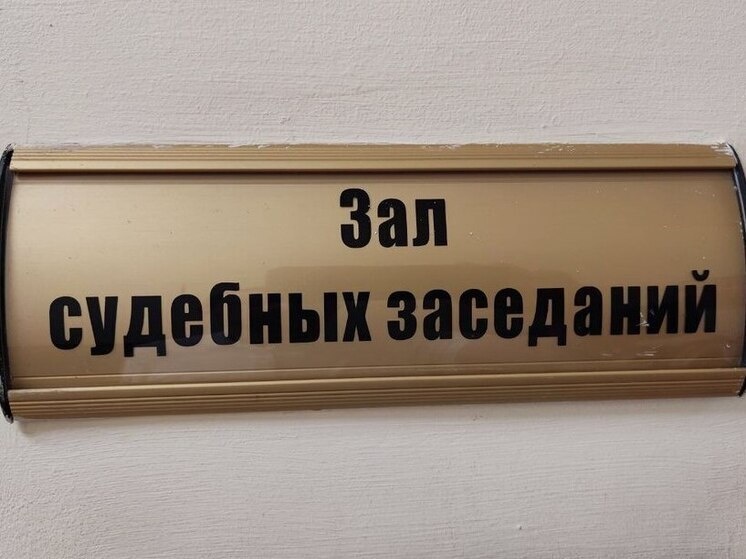 Зал
судебных заседаний